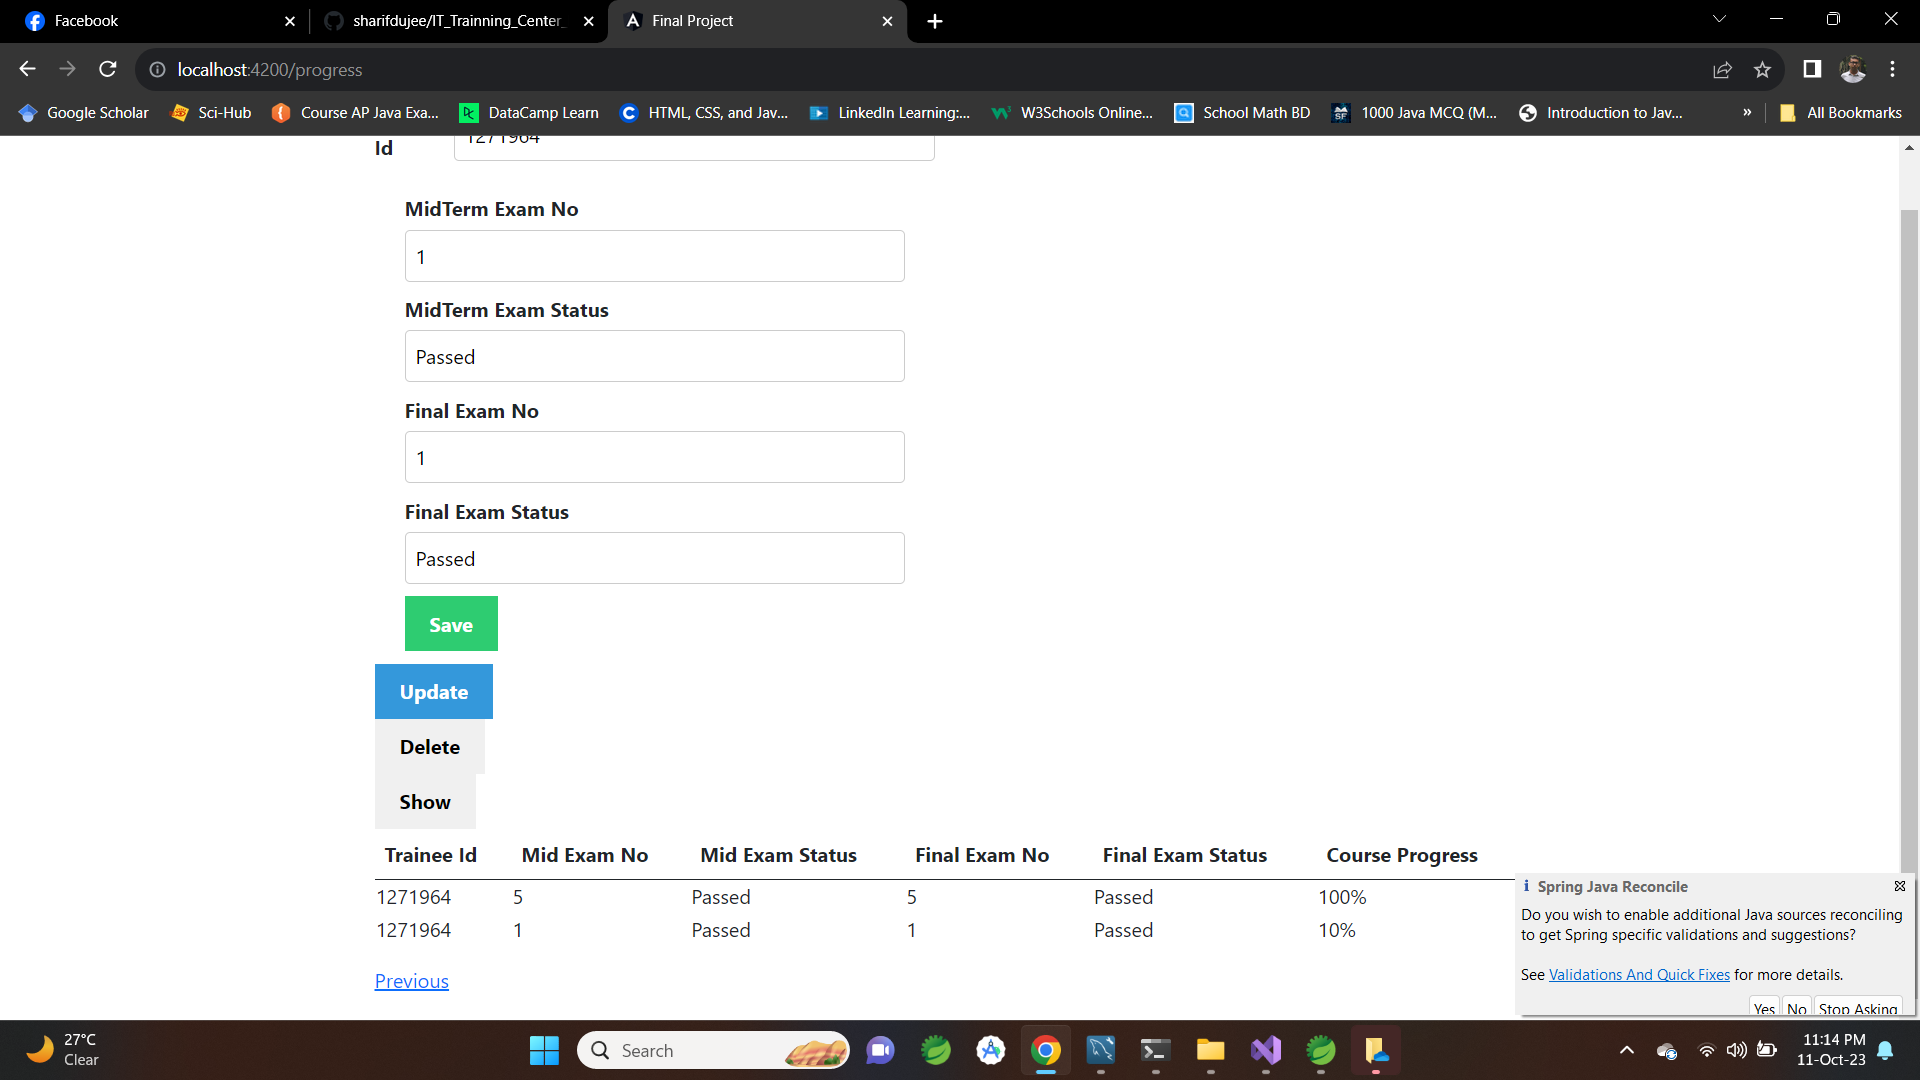 Facebook
sharifdujee/IT_Trainning_Center_
Final Project
localhost:4200/progress
Google Scholar
Sci-Hub
Course AP Java Exa...
DataCamp Learn
HTML, CSS, and Jav...
LinkedIn Learning:...
W3Schools Online...
School Math BD
1000 Java MCQ (M...
Introduction to Jav...
»
All Bookmarks
Id
1271964
MidTerm Exam No
1
MidTerm Exam Status
Passed
Final Exam No
1
Final Exam Status
Passed
Save
Update
Delete
Show
Trainee Id Mid Exam No Mid Exam Status Final Exam No Final Exam Status Course Progress
1271964 5 Passed 5 Passed 100%
1271964 1 Passed 1 Passed 10%
Previous
Spring Java Reconcile
Do you wish to enable additional Java sources reconciling
to get Spring specific validations and suggestions?
See Validations And Quick Fixes for more details.
Yes No Stop Asking
27°C
Clear
Search
11:14 PM
11-Oct-23